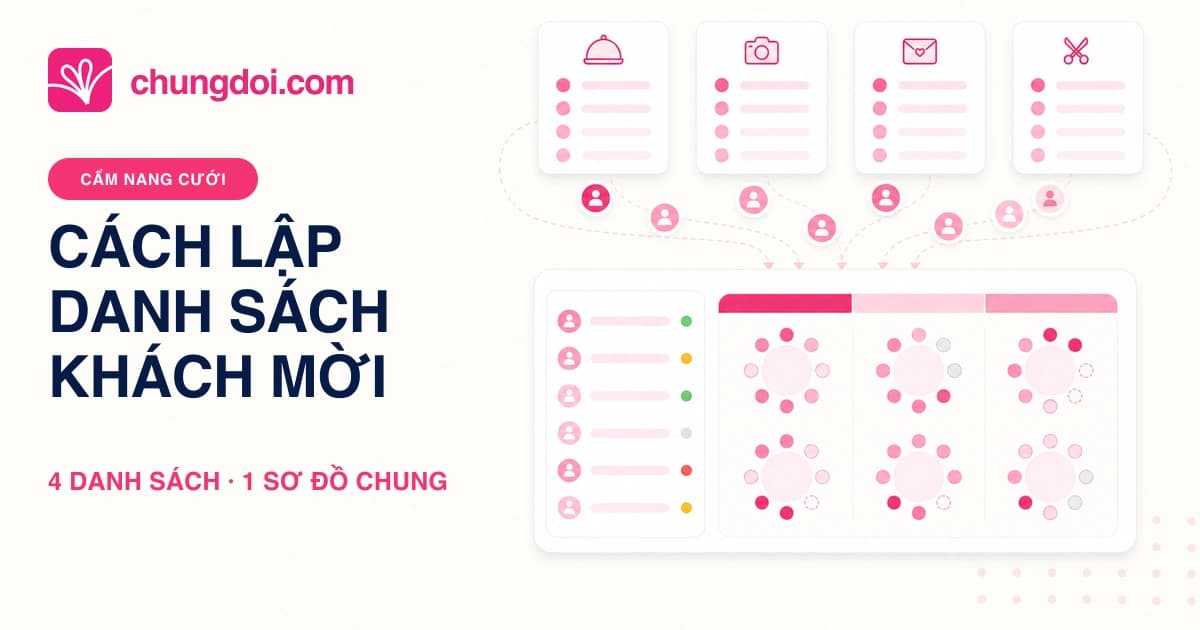 chungdoi.com
CẨM NANG CƯỚI
CÁCH LẬP
DANH SÁCH
KHÁCH MỜI
4 DANH SÁCH · 1 SƠ ĐỒ CHUNG